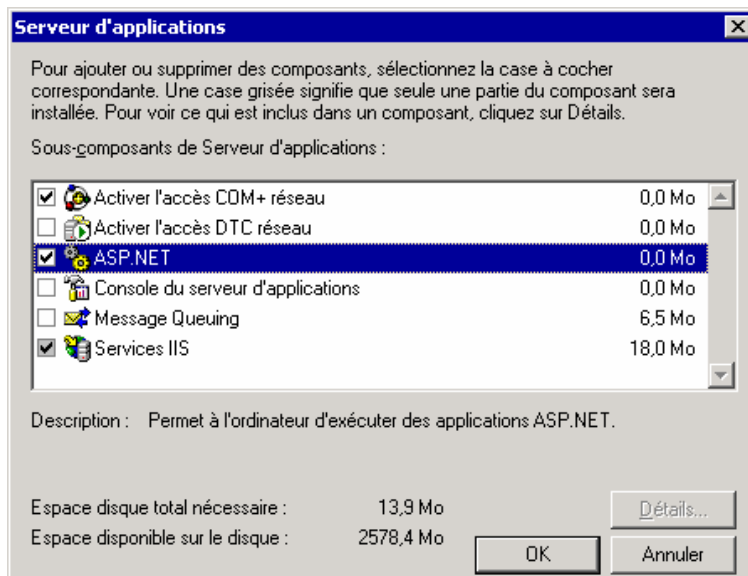 Serveur d'applications
Pour ajouter ou supprimer des composants, sélectionnez la case à cocher
correspondante. Une case grisée signifie que seule une partie du composant sera
installée. Pour voir ce qui est inclus dans un composant, cliquez sur Détails.
Sous-composants de Serveur d'applications :
Activer l'accès COM+ réseau 0,0 Mo
Activer l'accès DTC réseau 0,0 Mo
ASP.NET 0,0 Mo
Console du serveur d'applications 0,0 Mo
Message Queuing 6,5 Mo
Services IIS 18,0 Mo
Description : Permet à l'ordinateur d'exécuter des applications ASP.NET.
Espace disque total nécessaire : 13,9 Mo
Détails...
Espace disponible sur le disque : 2578,4 Mo
OK Annuler